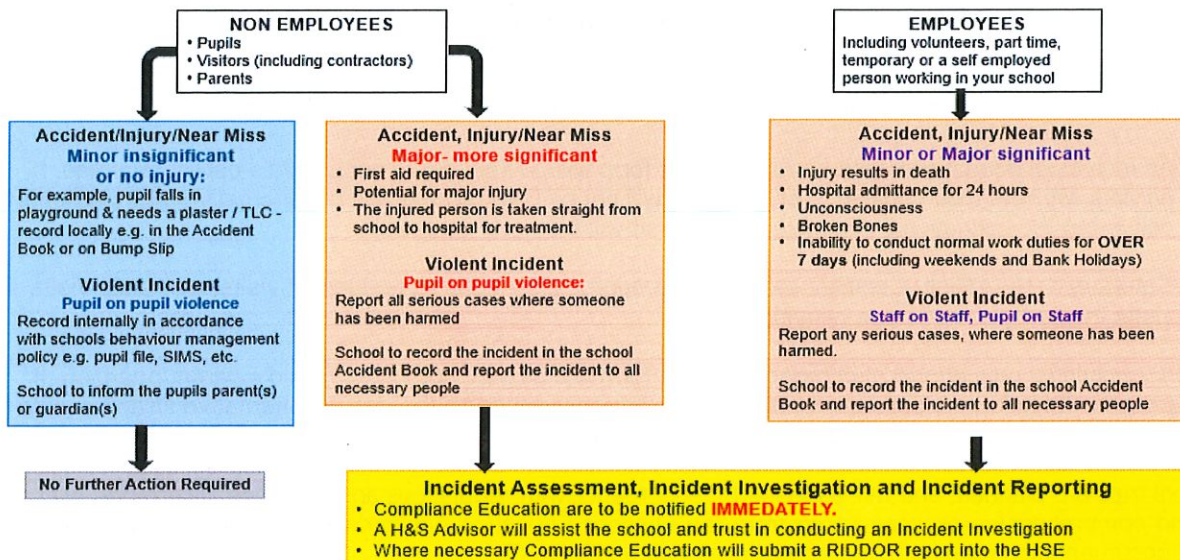 NON EMPLOYEES
• Pupils
• Visitors (including contractors)
• Parents
Accident/Injury/Near Miss
Minor insignificant
or no injury:
For example, pupil falls in
playground & needs a plaster / TLC -
record locally e.g. in the Accident
Book or on Bump Slip
Violent Incident
Pupil on pupil violence
Record internally in accordance
with schools behaviour management
policy e.g. pupil file, SIMS, etc.
School to inform the pupils parent(s)
or guardian(s)
No Further Action Required
Accident, Injury/Near Miss
Major- more significant
• First aid required
• Potential for major injury
• The injured person is taken straight from
school to hospital for treatment.
Violent Incident
Pupil on pupil violence:
Report all serious cases where someone
has been harmed
School to record the incident in the school
Accident Book and report the incident to all
necessary people
EMPLOYEES
Including volunteers, part time,
temporary or a self employed
person working in your school
Accident, Injury/Near Miss
Minor or Major significant
• Injury results in death
• Hospital admittance for 24 hours
• Unconsciousness
• Broken Bones
• Inability to conduct normal work duties for OVER
7 days (including weekends and Bank Holidays)
Violent Incident
Staff on Staff, Pupil on Staff
Report any serious cases, where someone has been
harmed.
School to record the incident in the school Accident
Book and report the incident to all necessary people
Incident Assessment, Incident Investigation and Incident Reporting
• Compliance Education are to be notified IMMEDIATELY.
• A H&S Advisor will assist the school and trust in conducting an Incident Investigation
• Where necessary Compliance Education will submit a RIDDOR report into the HSE